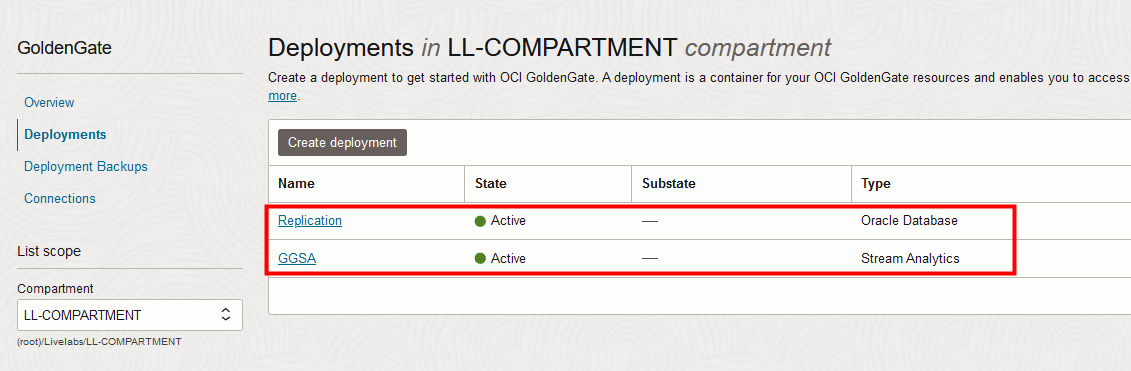 GoldenGate
Overview
Deployments
Deployment Backups
Connections
List scope
Compartment
LL-COMPARTMENT
(root)/Livelabs/LL-COMPARTMENT
Deployments in LL-COMPARTMENT compartment
Create a deployment to get started with OCI GoldenGate. A deployment is a container for your OCI GoldenGate resources and enables you to access
more.
Create deployment
Name State Substate Type
Replication Active — Oracle Database
GGSA Active — Stream Analytics